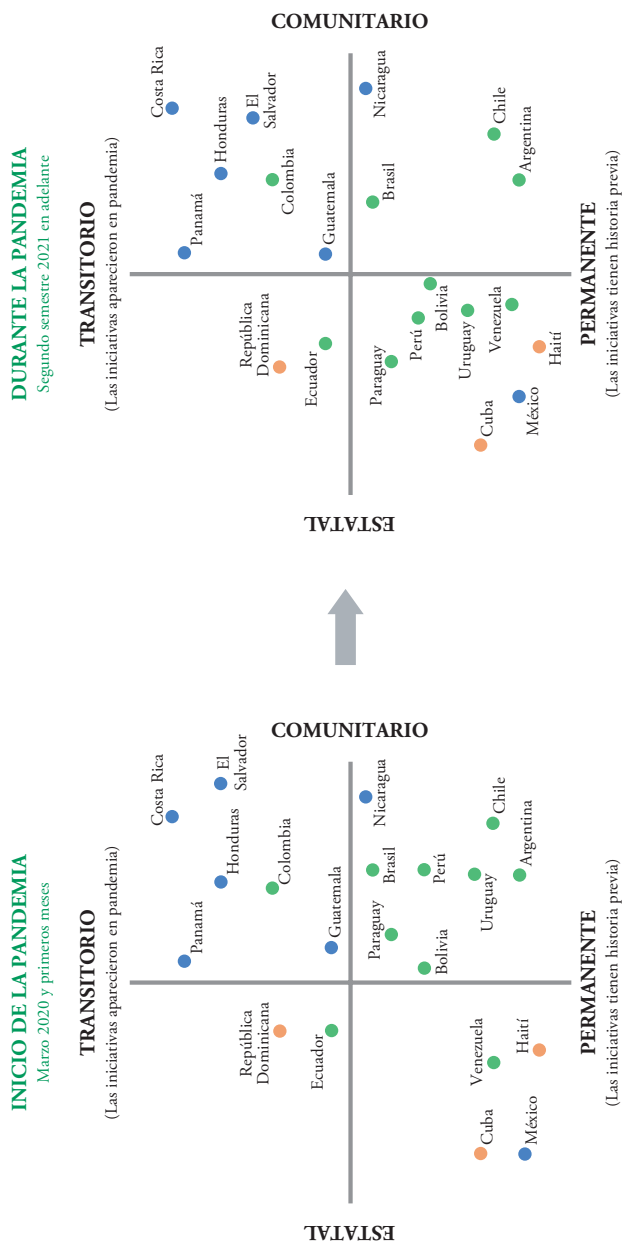 INICIO DE LA PANDEMIA
Marzo 2020 y primeros meses
TRANSITORIO
(Las iniciativas aparecieron en pandemia)
Costa Rica
El
Salvador
Panamá
Honduras
República
Dominicana
Colombia
Ecuador
Guatemala
ESTATAL
COMUNITARIO
Nicaragua
Brasil
Paraguay
Perú
Bolivia
Uruguay
Chile
Venezuela
Argentina
Cuba
Haití
México
PERMANENTE
(Las iniciativas tienen historia previa)
DURANTE LA PANDEMIA
Segundo semestre 2021 en adelante
TRANSITORIO
(Las iniciativas aparecieron en pandemia)
Costa Rica
Panamá
Honduras
El
Salvador
República
Dominicana
Colombia
Ecuador
Guatemala
ESTATAL
COMUNITARIO
Nicaragua
Brasil
Paraguay
Perú
Bolivia
Uruguay
Chile
Venezuela
Argentina
Cuba
Haití
México
PERMANENTE
(Las iniciativas tienen historia previa)